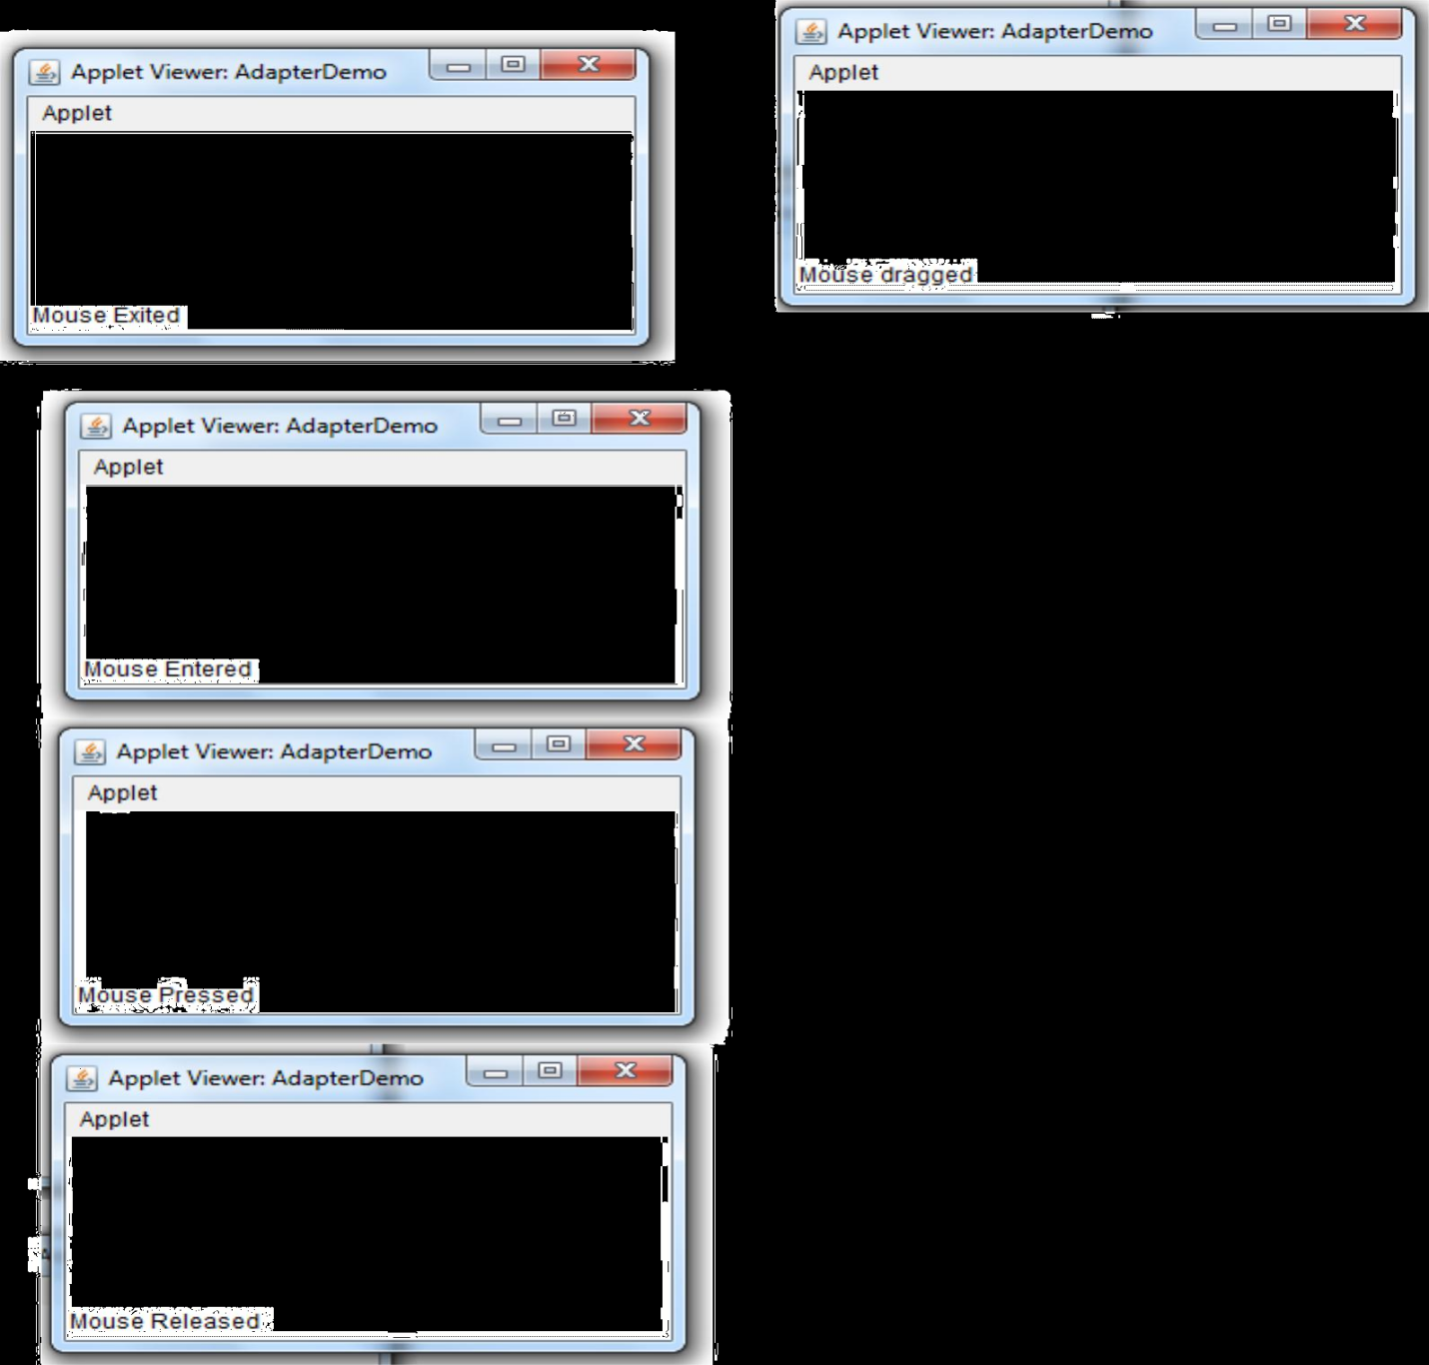 Applet Viewer: AdapterDemo
Applet
Mouse Exited
Applet Viewer: AdapterDemo
Applet
Mouse dragged
Applet Viewer: AdapterDemo
Applet
Mouse Entered
Applet Viewer: AdapterDemo
Applet
Mouse Pressed
Applet Viewer: AdapterDemo
Applet
Mouse Released